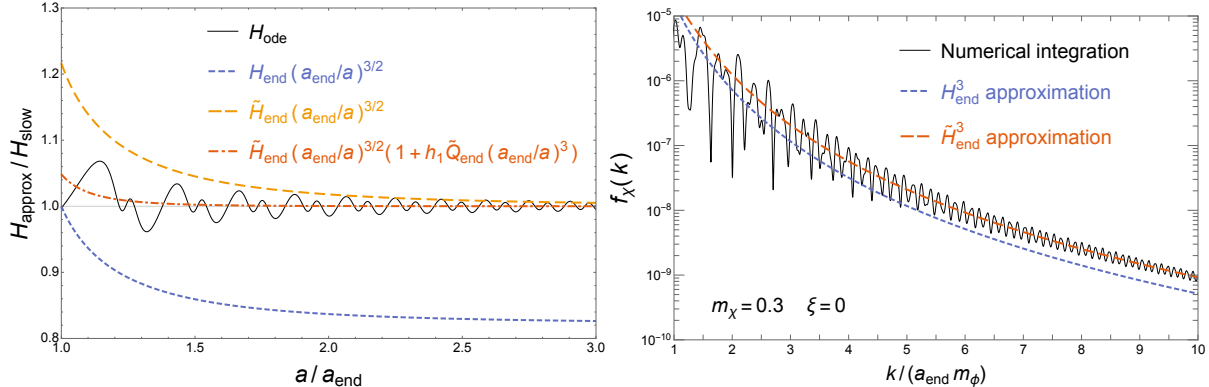 H_ode
H_end (a_end/a)^{3/2}
H̃_end (a_end/a)^{3/2}
H̃_end (a_end/a)^{3/2} (1 + h_1 Q̃_end (a_end/a)^3)
H_approx / H_slow
1.3
1.2
1.1
1.0
0.9
0.8
1.0 1.5 2.0 2.5 3.0
a / a_end
Numerical integration
H^3_end approximation
H̃^3_end approximation
f_χ(k)
10^{-5}
10^{-6}
10^{-7}
10^{-8}
10^{-9}
10^{-10}
m_χ=0.3 ξ=0
1 2 3 4 5 6 7 8 9 10
k / (a_end m_ϕ)